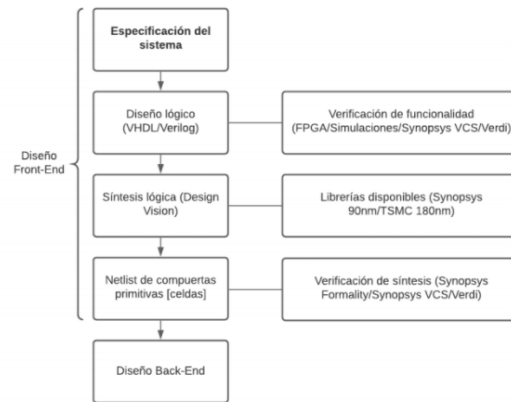 Especificación del
sistema
Diseño lógico
(VHDL/Verilog)
Verificación de funcionalidad
(FPGA/Simulaciones/Synopsys VCS/Verdi)
Diseño
Front-End
Síntesis lógica (Design
Vision)
Librerías disponibles (Synopsys
90nm/TSMC 180nm)
Netlist de compuertas
primitivas [celdas]
Verificación de síntesis (Synopsys
Formality/Synopsys VCS/Verdi)
Diseño Back-End